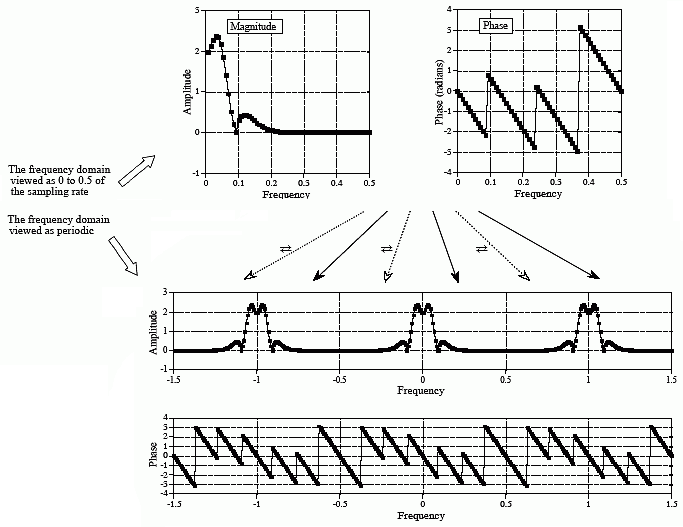 Magnitude
3
2
1
0
-1
Amplitude
0 0.1 0.2 0.3 0.4 0.5
Frequency
Phase
4
3
2
1
0
-1
-2
-3
-4
Phase (radians)
0 0.1 0.2 0.3 0.4 0.5
Frequency
The frequency domain
viewed as 0 to 0.5 of
the sampling rate
The frequency domain
viewed as periodic
⇄ ⇄ ⇄
3
2
1
0
-1
Amplitude
-1.5 -1 -0.5 0 0.5 1 1.5
Frequency
4
3
2
1
0
-1
-2
-3
-4
Phase
-1.5 -1 -0.5 0 0.5 1 1.5
Frequency